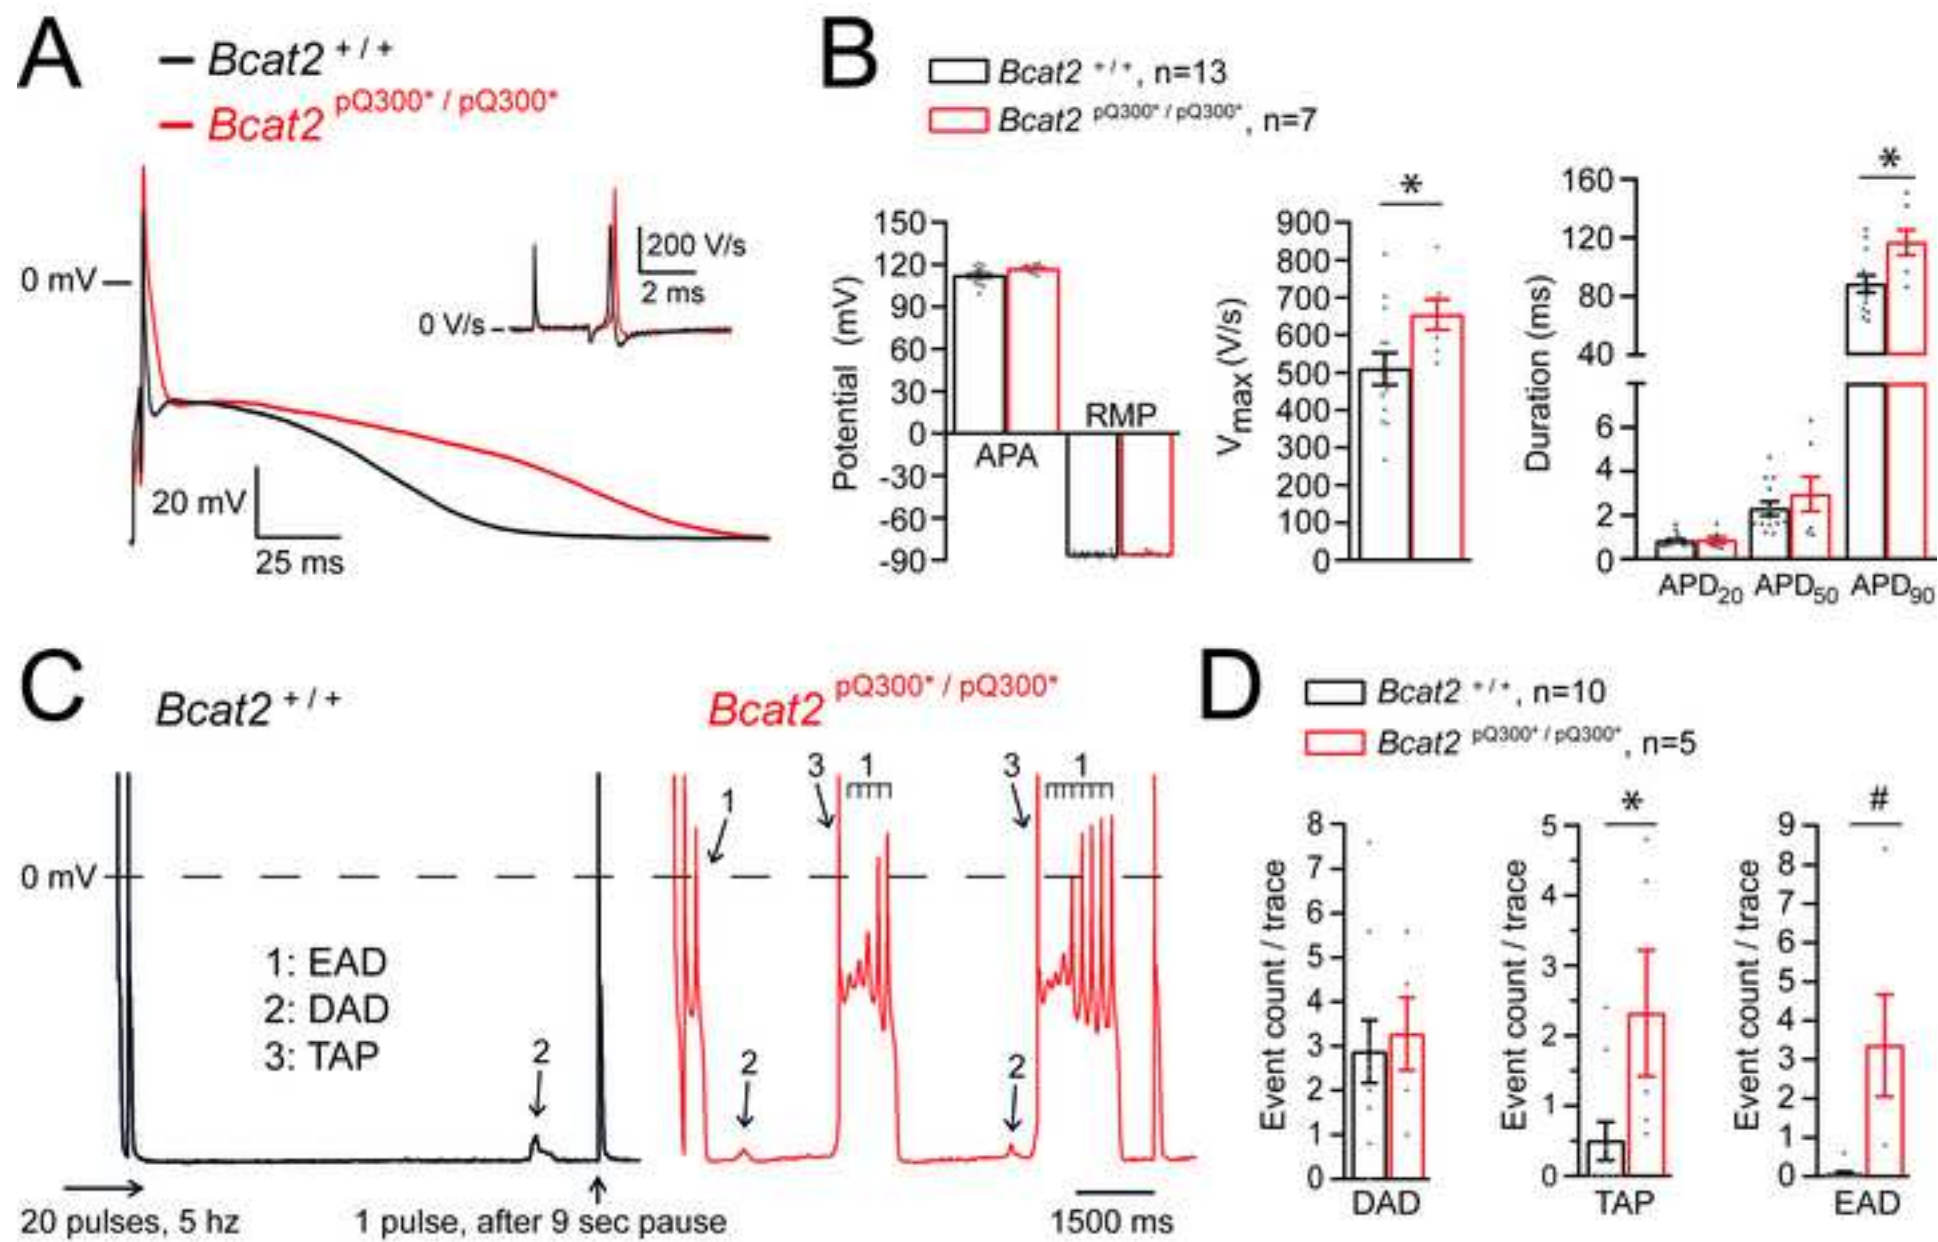 A
Bcat2 +/+
Bcat2 pQ300* / pQ300*
0 mV
200 V/s
2 ms
0 V/s
20 mV
25 ms
B
Bcat2 +/+, n=13
Bcat2 pQ300* / pQ300*, n=7
Potential (mV)
150
120
90
60
30
0
-30
-60
-90
APA
RMP
Vmax (V/s)
*
900
800
700
600
500
400
300
200
100
0
Duration (ms)
*
160
120
80
40
6
4
2
0
APD20 APD50 APD90
C
Bcat2 +/+
Bcat2 pQ300* / pQ300*
0 mV
1: EAD
2: DAD
3: TAP
2
1
2
3
1
3
1
2
20 pulses, 5 hz
1 pulse, after 9 sec pause
1500 ms
D
Bcat2 +/+, n=10
Bcat2 pQ300* / pQ300*, n=5
Event count / trace
8
7
6
5
4
3
2
1
0
DAD
Event count / trace
*
5
4
3
2
1
0
TAP
Event count / trace
#
9
8
7
6
5
4
3
2
1
0
EAD